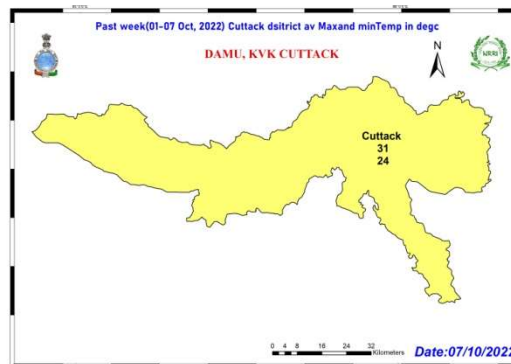 Past week(01-07 Oct, 2022) Cuttack dsitrict av Maxand minTemp in degc
DAMU, KVK CUTTACK
N
NRRI
Cuttack
31
24
0 4 8 16 24 32
Kilometers
Date:07/10/2022